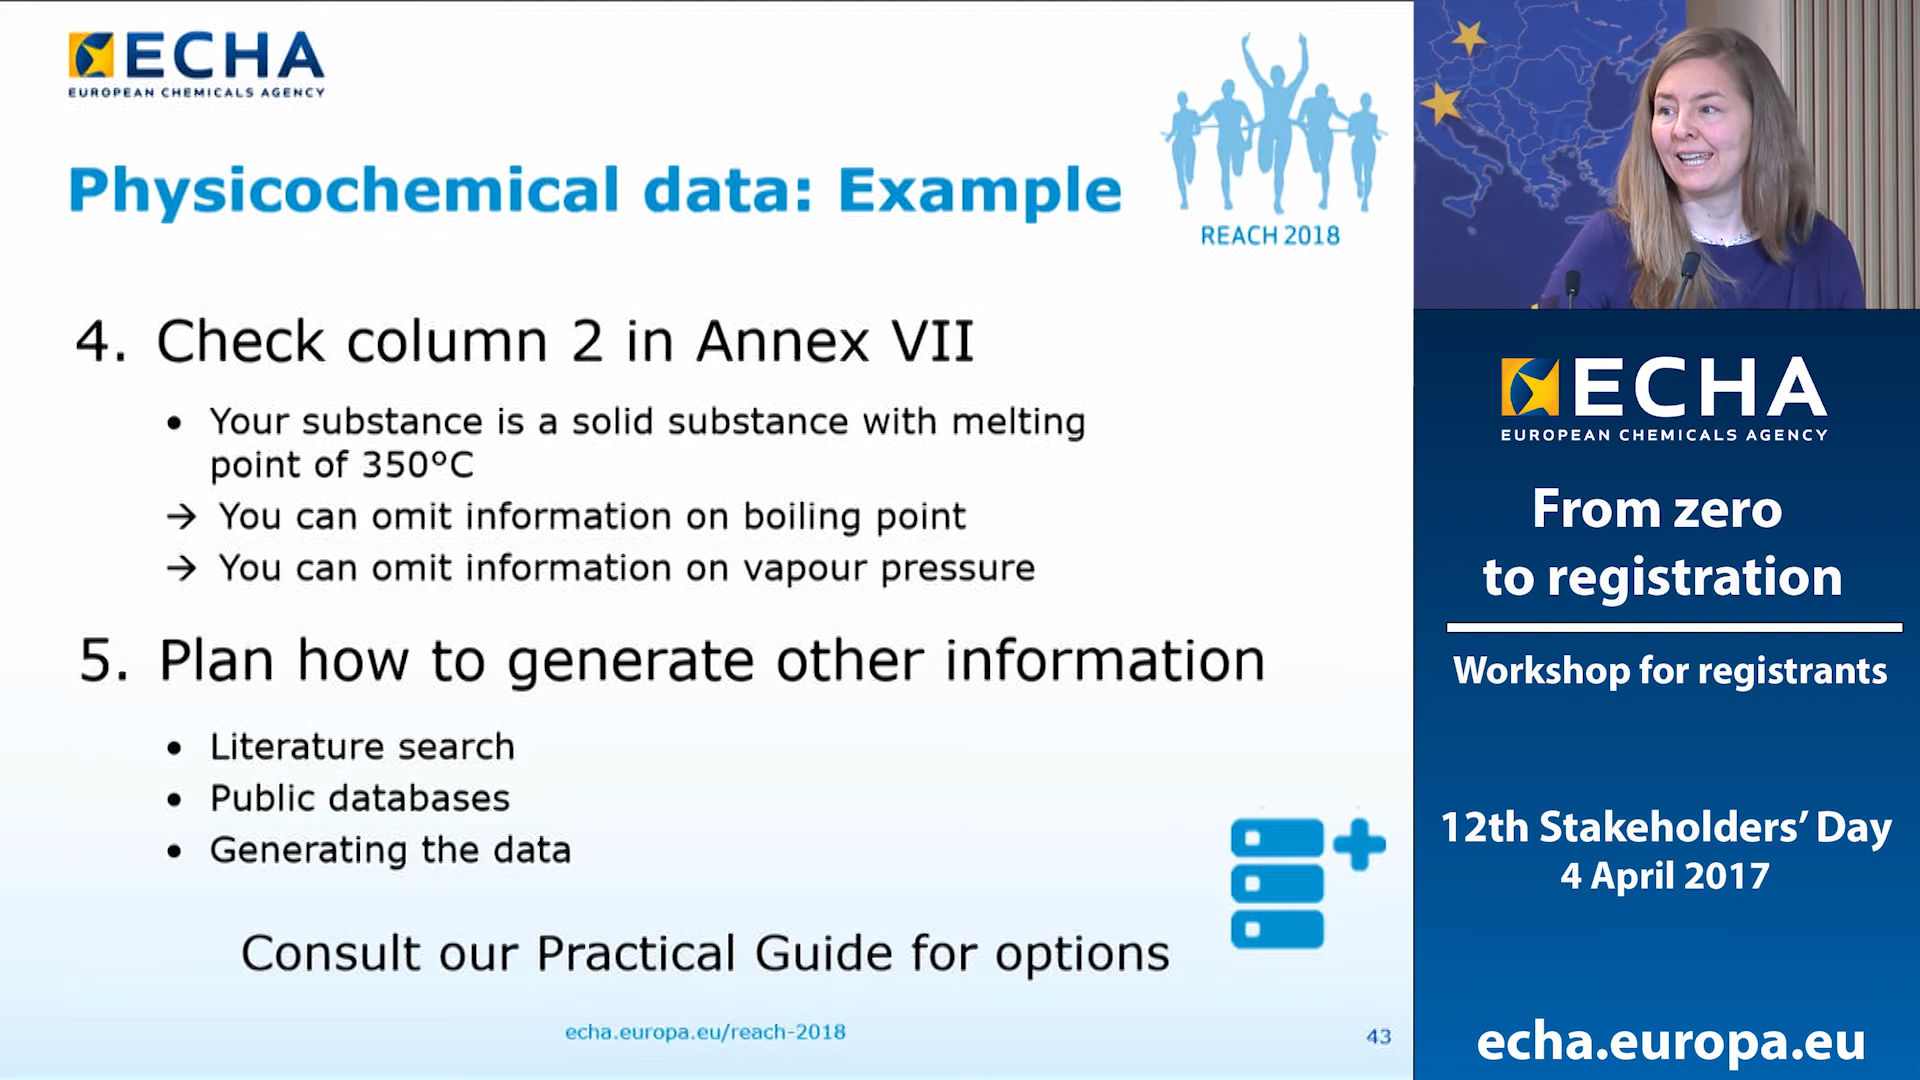 ECHA
EUROPEAN CHEMICALS AGENCY
Physicochemical data: Example
REACH 2018
4. Check column 2 in Annex VII
• Your substance is a solid substance with melting
point of 350ºC
→ You can omit information on boiling point
→ You can omit information on vapour pressure
5. Plan how to generate other information
• Literature search
• Public databases
• Generating the data
Consult our Practical Guide for options
echa.europa.eu/reach-2018
43
ECHA
EUROPEAN CHEMICALS AGENCY
From zero
to registration
Workshop for registrants
12th Stakeholders’ Day
4 April 2017
echa.europa.eu